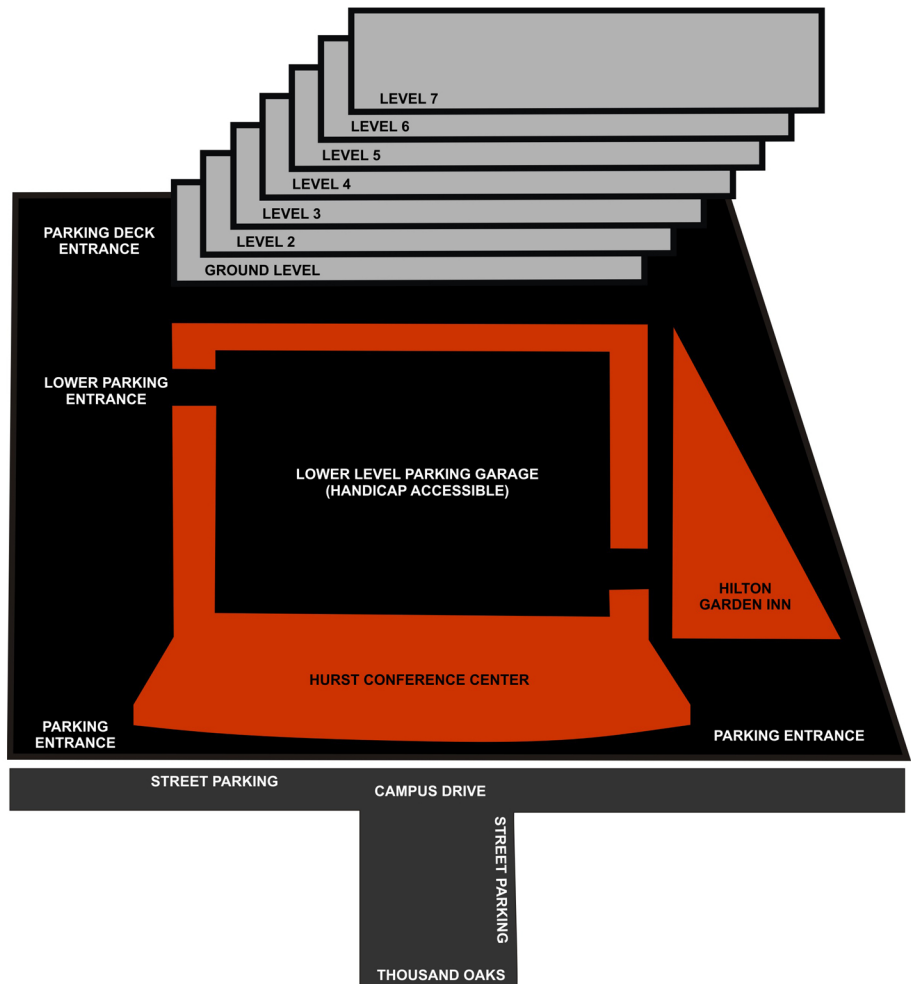 LEVEL 7
LEVEL 6
LEVEL 5
LEVEL 4
LEVEL 3
LEVEL 2
GROUND LEVEL
PARKING DECK
ENTRANCE
LOWER PARKING
ENTRANCE
LOWER LEVEL PARKING GARAGE
(HANDICAP ACCESSIBLE)
HILTON
GARDEN INN
HURST CONFERENCE CENTER
PARKING
ENTRANCE
PARKING ENTRANCE
STREET PARKING
CAMPUS DRIVE
STREET PARKING
THOUSAND OAKS